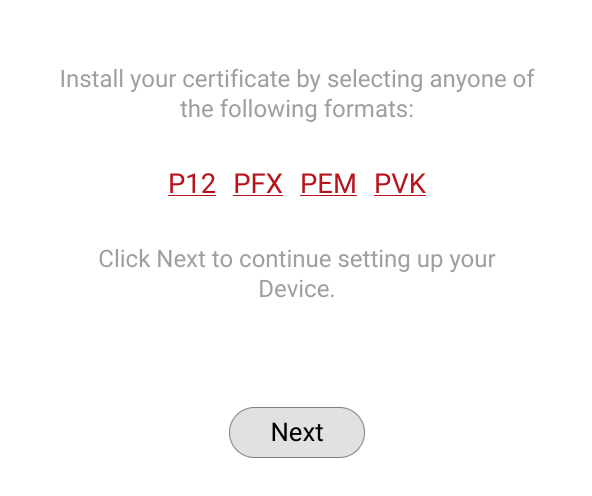 Install your certificate by selecting anyone of
the following formats:
P12 PFX PEM PVK
Click Next to continue setting up your
Device.
Next